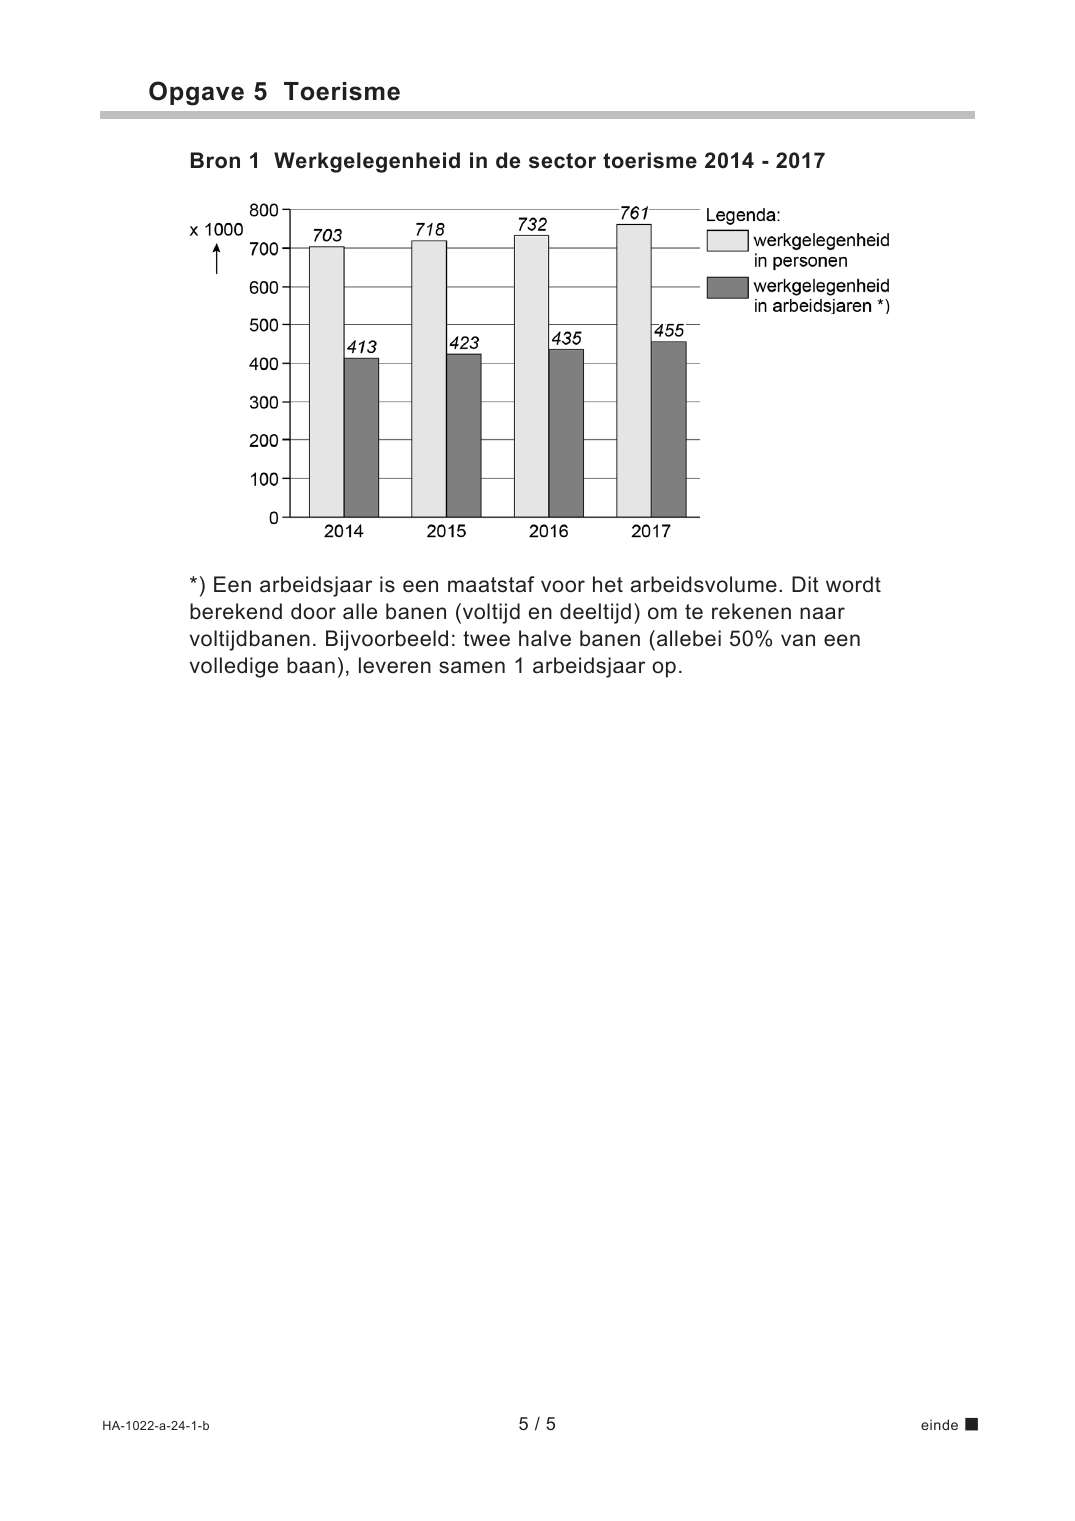 Opgave 5 Toerisme
Bron 1 Werkgelegenheid in de sector toerisme 2014 - 2017
x 1000
800
700
600
500
400
300
200
100
0
703
413
718
423
732
435
761
455
2014
2015
2016
2017
Legenda:
werkgelegenheid
in personen
werkgelegenheid
in arbeidsjaren *)
*) Een arbeidsjaar is een maatstaf voor het arbeidsvolume. Dit wordt
berekend door alle banen (voltijd en deeltijd) om te rekenen naar
voltijdbanen. Bijvoorbeeld: twee halve banen (allebei 50% van een
volledige baan), leveren samen 1 arbeidsjaar op.
HA-1022-a-24-1-b
5 / 5
einde